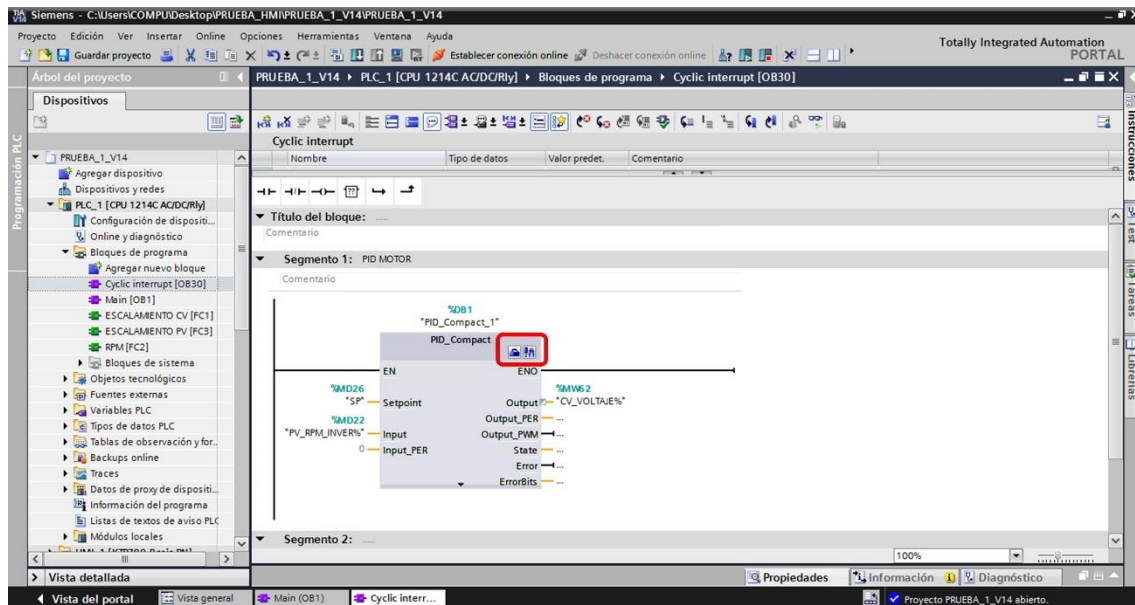 Siemens - C:\Users\COMPU\Desktop\PRUEBA_HMI\PRUEBA_1_V14\PRUEBA_1_V14
Proyecto Edición Ver Insertar Online Opciones Herramientas Ventana Ayuda
Guardar proyecto Establecer conexión online Deshacer conexión online
Totally Integrated Automation
PORTAL
Árbol del proyecto
PRUEBA_1_V14 PLC_1 [CPU 1214C AC/DC/Rly] Bloques de programa Cyclic interrupt [OB30]
Dispositivos
Programación PLC
PRUEBA_1_V14
Agregar dispositivo
Dispositivos y redes
PLC_1 [CPU 1214C AC/DC/Rly]
Configuración de dispositi...
Online y diagnóstico
Bloques de programa
Agregar nuevo bloque
Cyclic interrupt [OB30]
Main [OB1]
ESCALAMIENTO CV [FC1]
ESCALAMIENTO PV [FC3]
RPM [FC2]
Bloques de sistema
Objetos tecnológicos
Fuentes externas
Variables PLC
Tipos de datos PLC
Tablas de observación y for..
Backups online
Traces
Datos de proxy de dispositi...
Información del programa
Listas de textos de aviso PLC
Módulos locales
Vista detallada
Cyclic interrupt
Nombre Tipo de datos Valor predet. Comentario
Título del bloque: .....
Comentario
Segmento 1: PID MOTOR
Comentario
%DB1
"PID_Compact_1"
PID_Compact
EN ENO
%MD26 %MW62
"SP" Setpoint Output "CV_VOLTAJE%"
%MD22 Output_PER ...
"PV_RPM_INVER%" Input Output_PWM ...
0 Input_PER State ...
Error ...
ErrorBits ...
Segmento 2: .....
100%
Instrucciones
Test
Tareas
Librerías
Propiedades Información Diagnóstico
Vista del portal Vista general Main (OB1) Cyclic interr... Proyecto PRUEBA_1_V14 abierto.